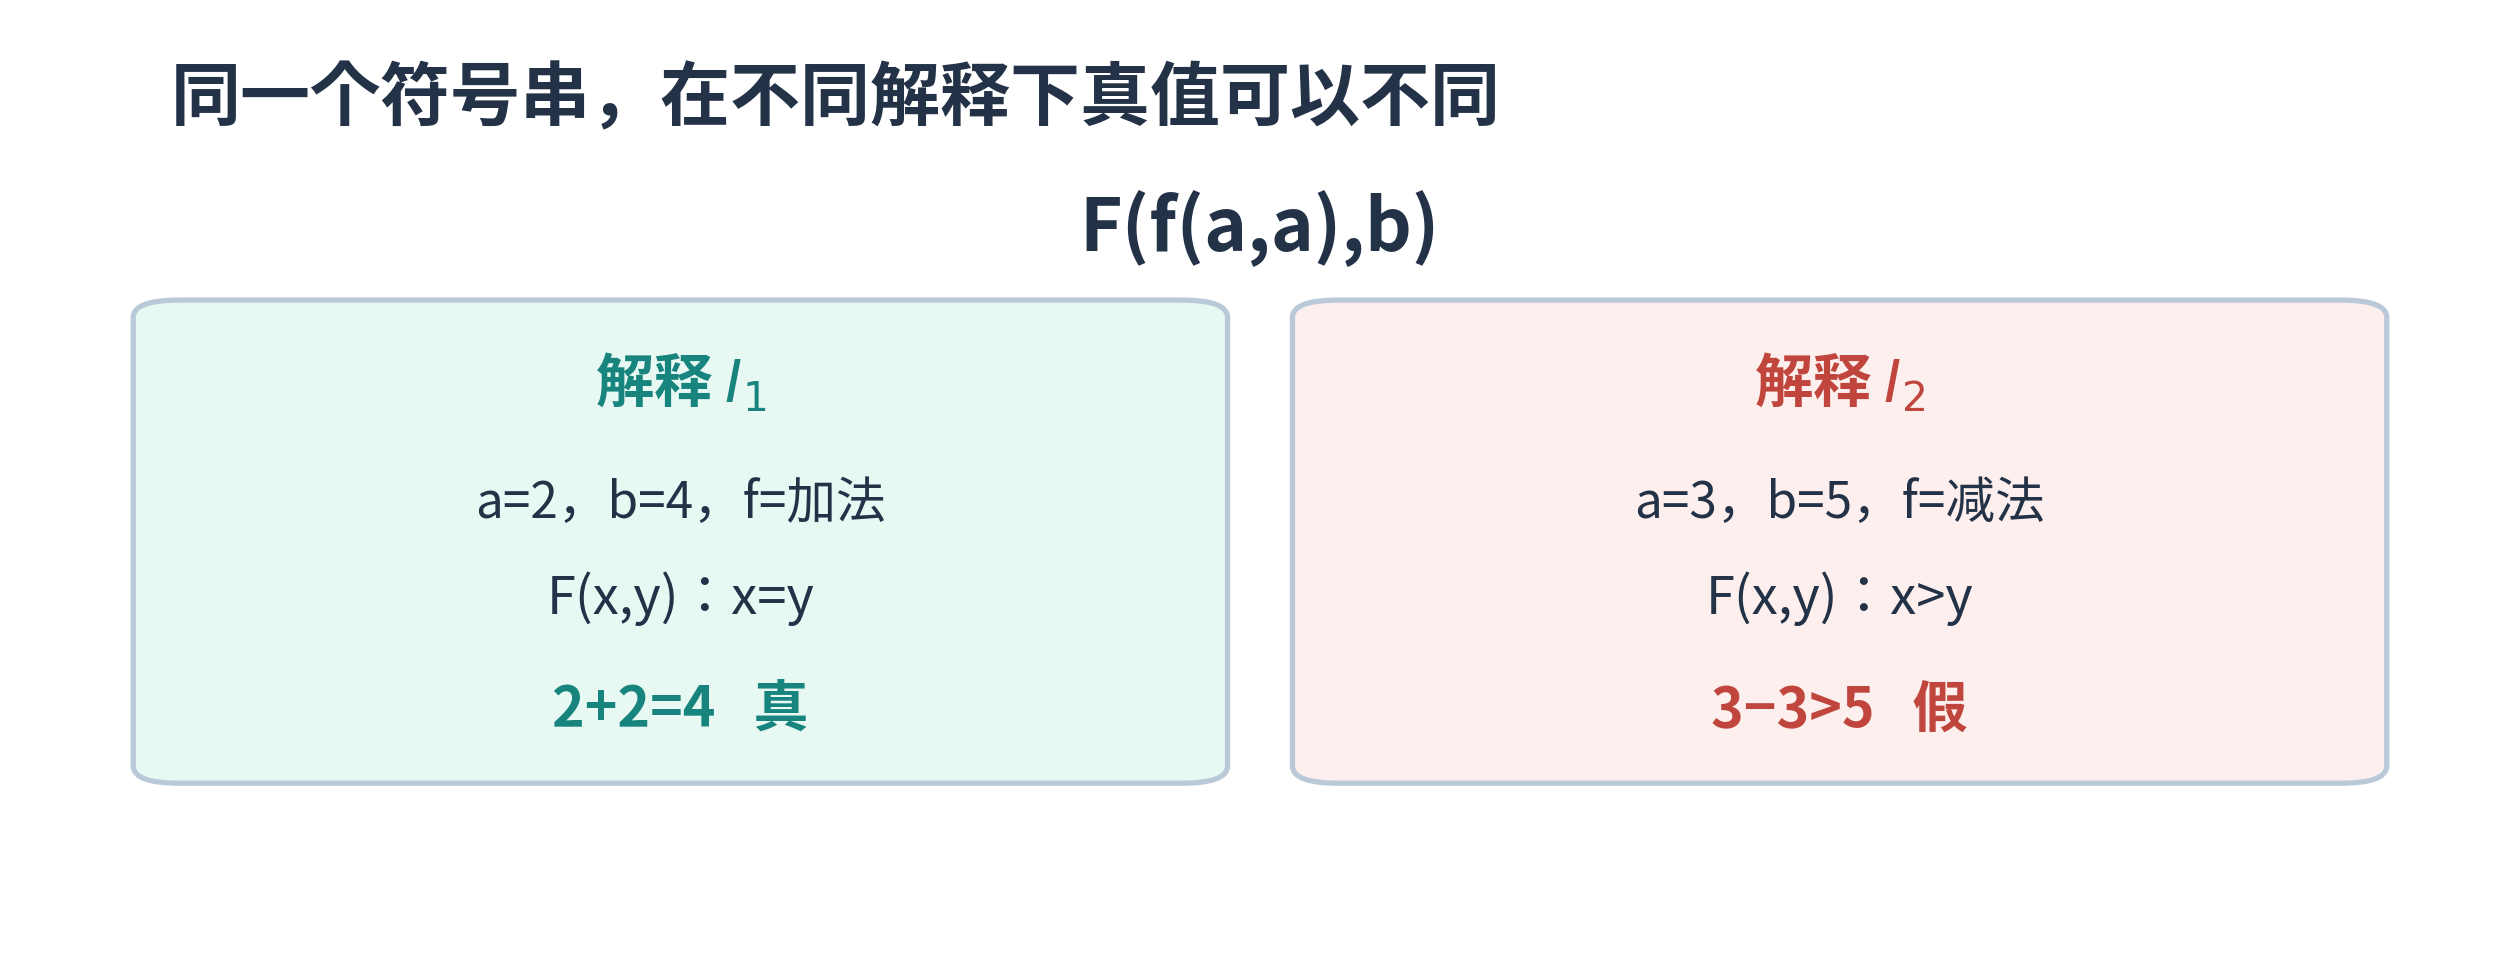 同一个符号串，在不同解释下真值可以不同
F(f(a,a),b)
解释 I₁
a=2，b=4，f=加法
F(x,y)：x=y
2+2=4 真
解释 I₂
a=3，b=5，f=减法
F(x,y)：x>y
3−3>5 假